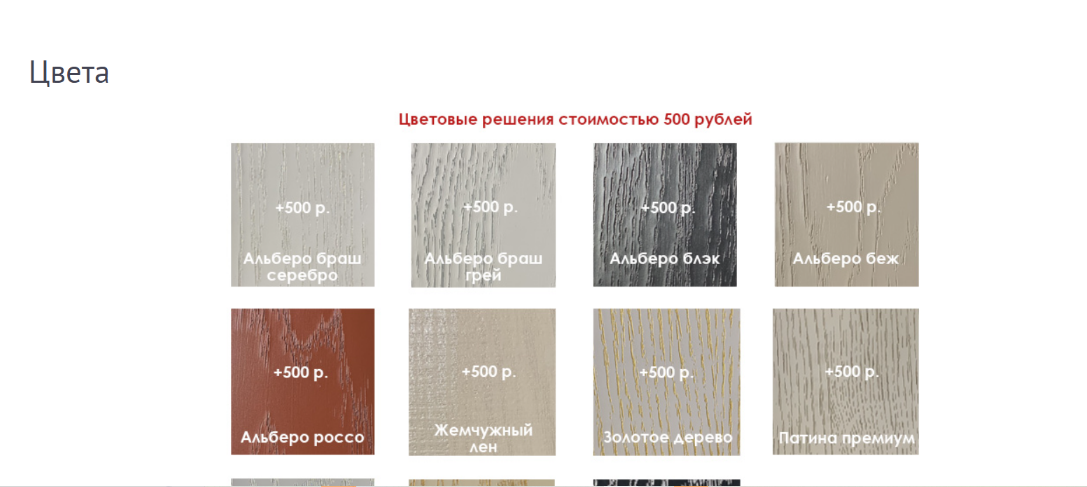 Цвета
Цветовые решения стоимостью 500 рублей
+500 р.
Альберо браш
серебро
+500 р.
Альберо браш
грей
+500 р.
Альберо блэк
+500 р.
Альберо беж
+500 р.
Альберо россо
+500 р.
Жемчужный
лен
+500 р.
Золотое дерево
+500 р.
Патина премиум